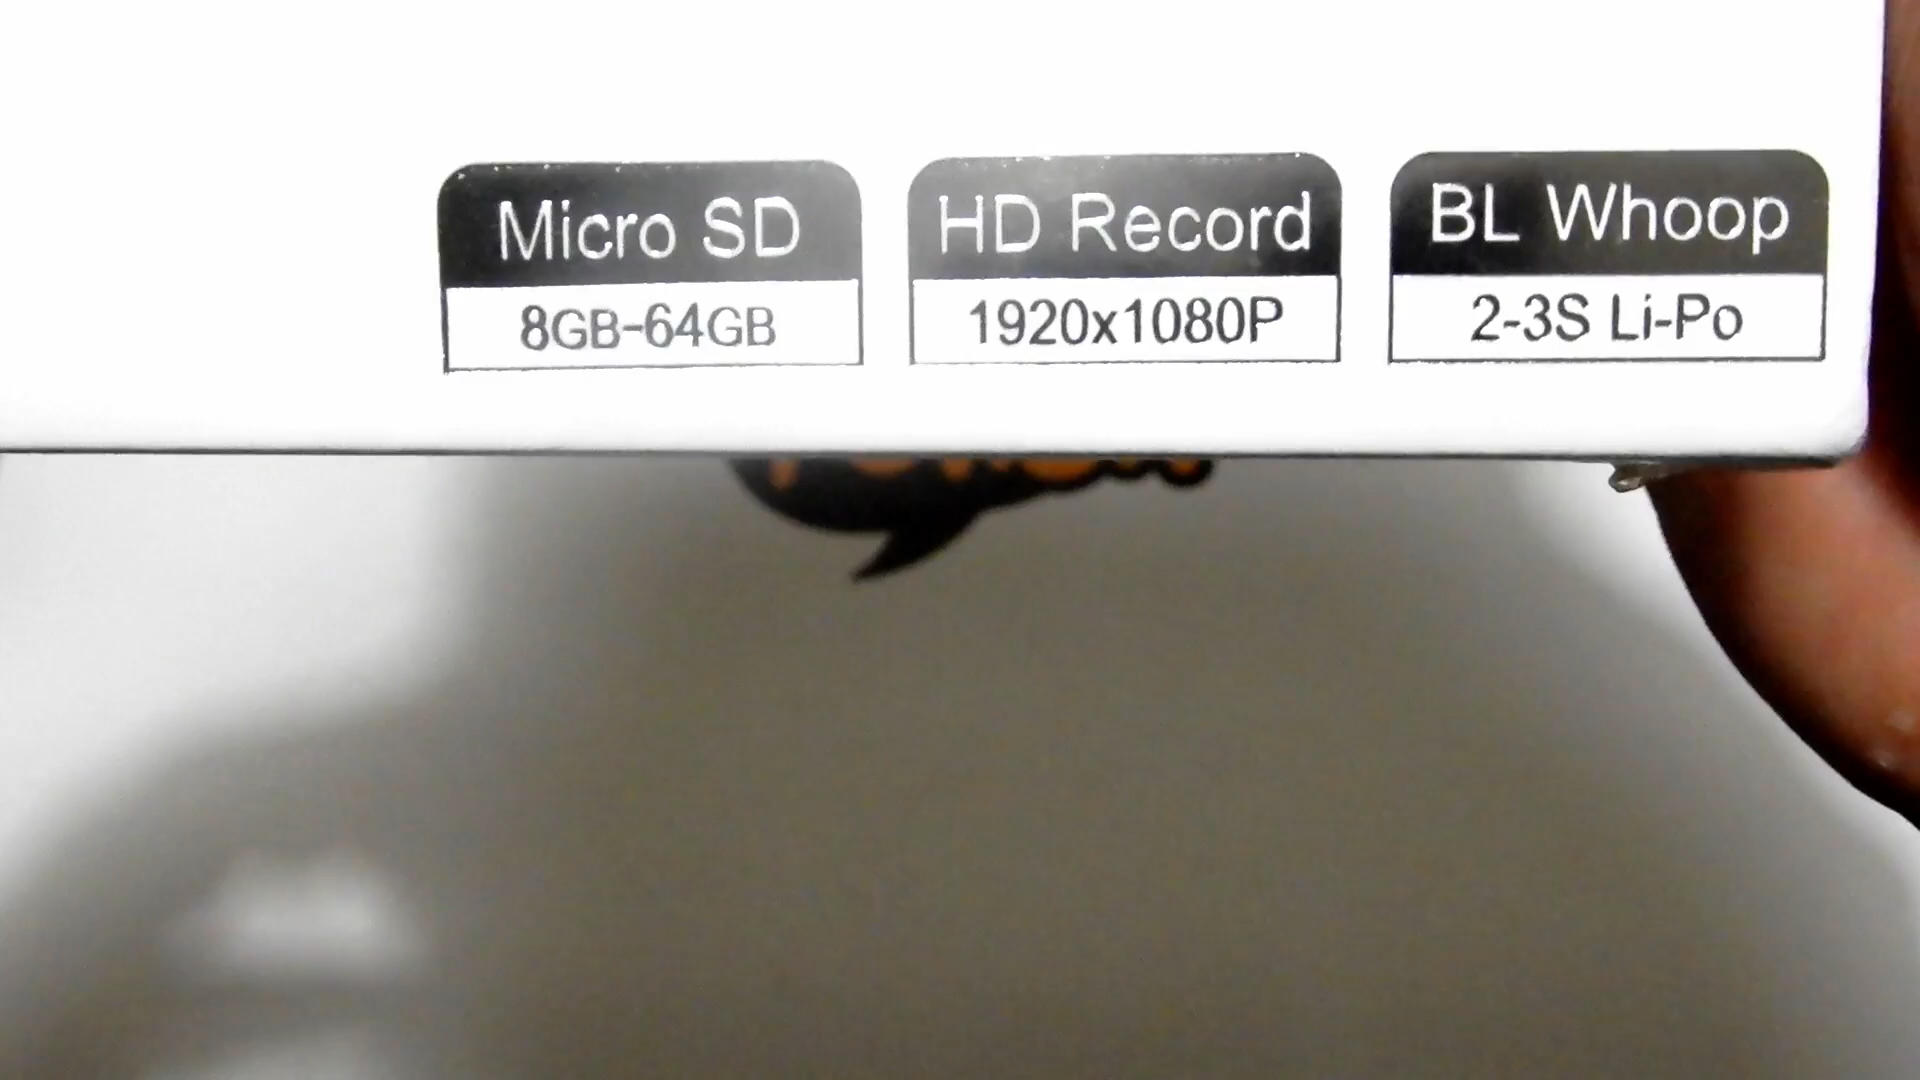 Micro SD
8GB-64GB
HD Record
1920x1080P
BL Whoop
2-3S Li-Po